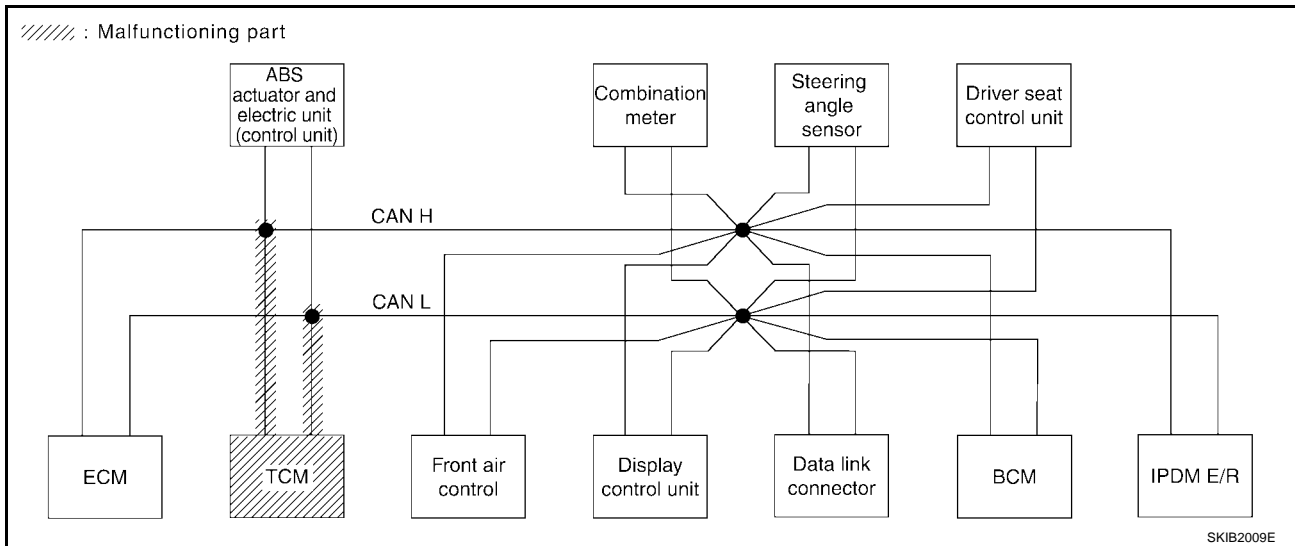 : Malfunctioning part
ABS
actuator and
electric unit
(control unit)
Combination
meter
Steering
angle
sensor
Driver seat
control unit
CAN H
CAN L
ECM
TCM
Front air
control
Display
control unit
Data link
connector
BCM
IPDM E/R
SKIB2009E